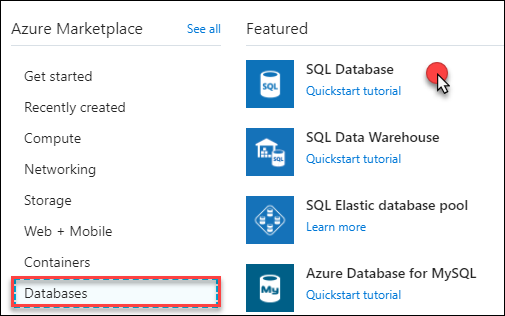 Azure Marketplace See all
Get started
Recently created
Compute
Networking
Storage
Web + Mobile
Containers
Databases
Featured
SQL
SQL Database
Quickstart tutorial
SQL
SQL Data Warehouse
Quickstart tutorial
SQL Elastic database pool
Learn more
My
Azure Database for MySQL
Quickstart tutorial